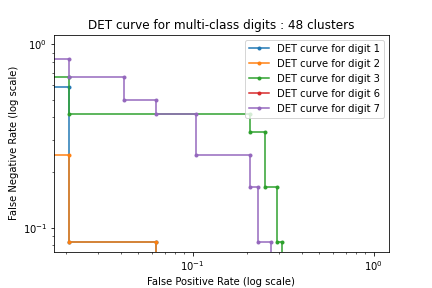 DET curve for multi-class digits : 48 clusters
10⁰
10⁻¹
False Negative Rate (log scale)
DET curve for digit 1
DET curve for digit 2
DET curve for digit 3
DET curve for digit 6
DET curve for digit 7
10⁻¹
10⁰
False Positive Rate (log scale)